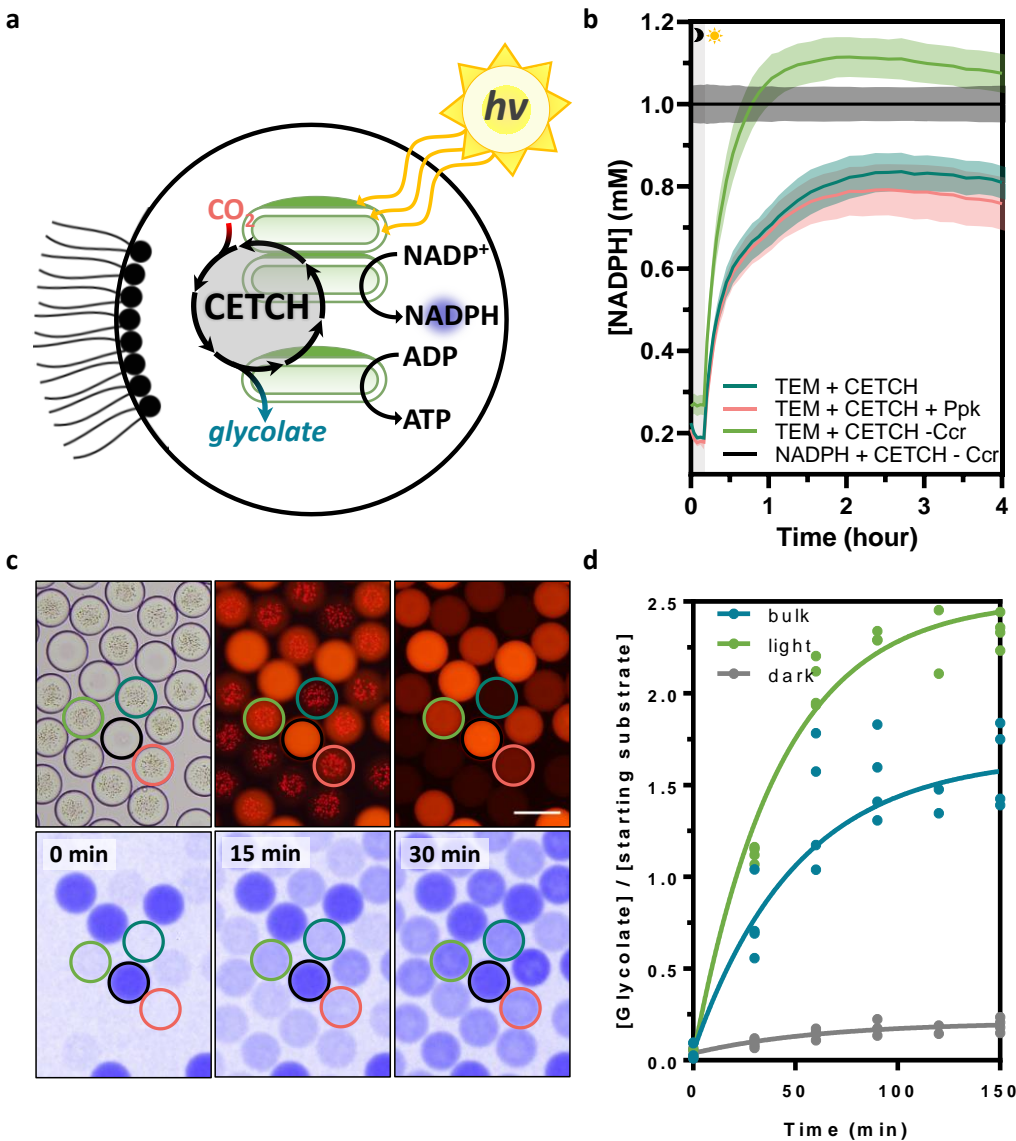 a
hv
CO2
NADP+
CETCH
NADPH
ADP
ATP
glycolate
b
1.2
1.0
0.8
0.6
0.4
0.2
[NADPH] (mM)
TEM + CETCH
TEM + CETCH + Ppk
TEM + CETCH -Ccr
NADPH + CETCH - Ccr
0 1 2 3 4
Time (hour)
c
0 min
15 min
30 min
d
2.5
2.0
1.5
1.0
0.5
0.0
[Glycolate] / [starting substrate]
bulk
light
dark
0 50 100 150
Time (min)